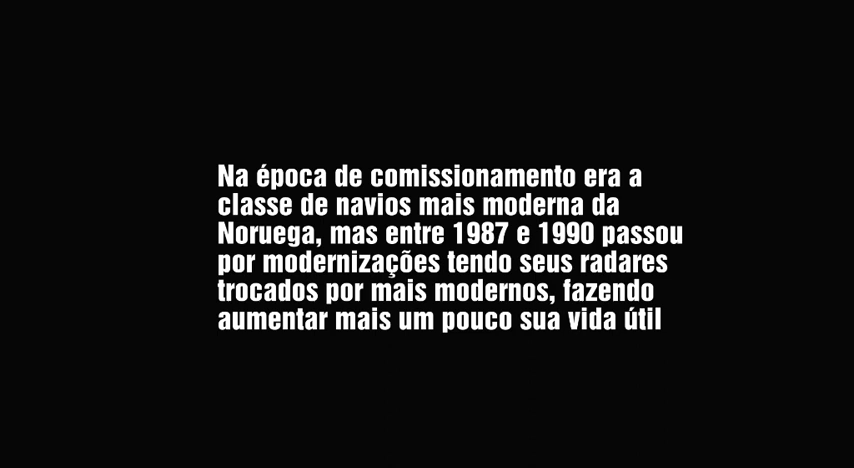 Na época de comissionamento era a
classe de navios mais moderna da
Noruega, mas entre 1987 e 1990 passou
por modernizações tendo seus radares
trocados por mais modernos, fazendo
aumentar mais um pouco sua vida útil